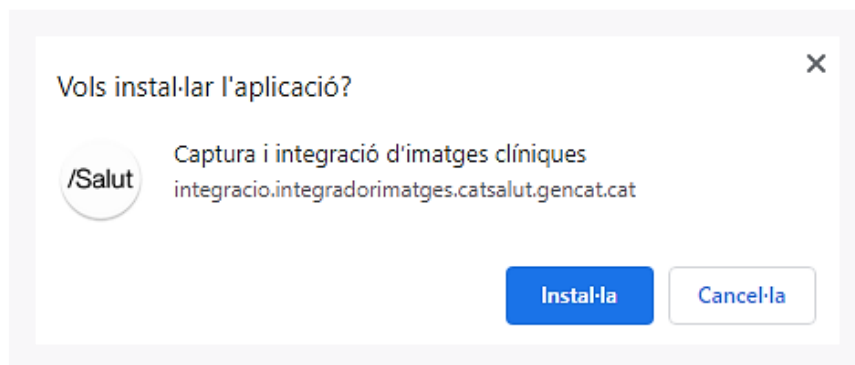 Vols instal·lar l'aplicació?
/Salut
Captura i integració d'imatges clíniques
integracio.integradorimatges.catsalut.gencat.cat
Instal·la
Cancel·la